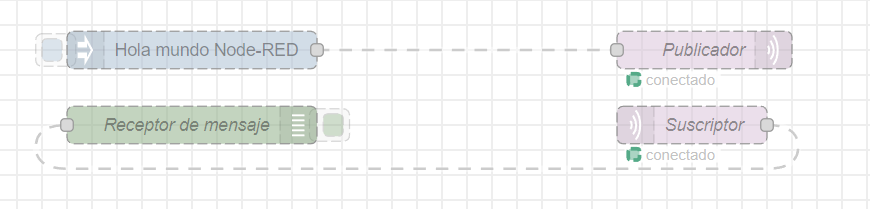 Hola mundo Node-RED
Publicador
conectado
Receptor de mensaje
Suscriptor
conectado